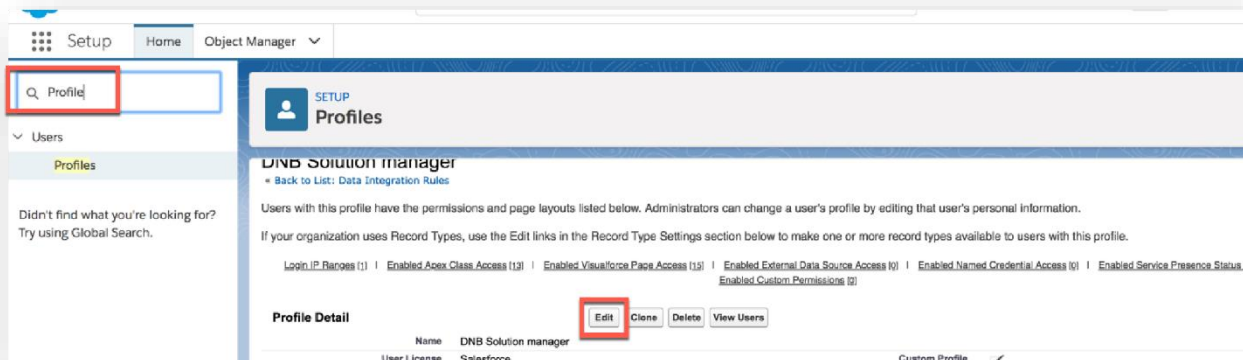 Setup
Home
Object Manager
Profile
SETUP
Profiles
Users
Profiles
Didn't find what you're looking for?
Try using Global Search.
DNB Solution manager
« Back to List: Data Integration Rules
Users with this profile have the permissions and page layouts listed below. Administrators can change a user's profile by editing that user's personal information.
If your organization uses Record Types, use the Edit links in the Record Type Settings section below to make one or more record types available to users with this profile.
Login IP Ranges [1] | Enabled Apex Class Access [13] | Enabled Visualforce Page Access [15] | Enabled External Data Source Access [0] | Enabled Named Credential Access [0] | Enabled Service Presence Status
Enabled Custom Permissions [0]
Profile Detail
Edit Clone Delete View Users
Name DNB Solution manager
User License Salesforce Custom Profile